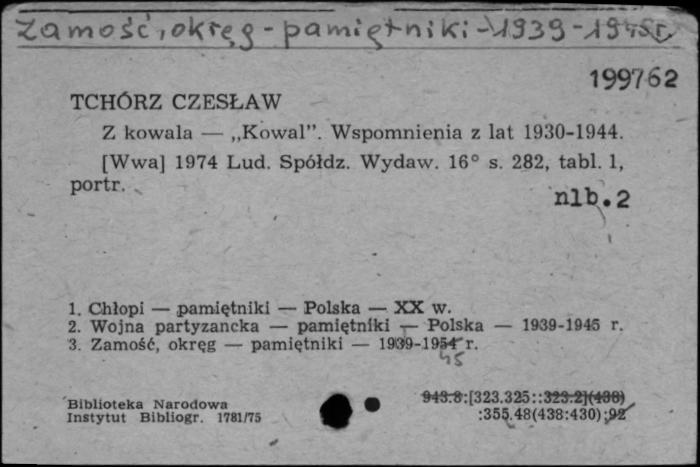 Zamość, okręg - pamiętniki - 1939-1945r.
199762
TCHÓRZ CZESŁAW
Z kowala — „Kowal”. Wspomnienia z lat 1930-1944.
[Wwa] 1974 Lud. Spółdz. Wydaw. 16° s. 282, tabl. 1,
portr.
nlb.2
1. Chłopi — pamiętniki — Polska — XX w.
2. Wojna partyzancka — pamiętniki — Polska — 1939-1945 r.
3. Zamość, okręg — pamiętniki — 1939-1954 r.
45
Biblioteka Narodowa
Instytut Bibliogr. 1781/75
943.8:[323.325::323.2](438)
:355.48(438:430);92